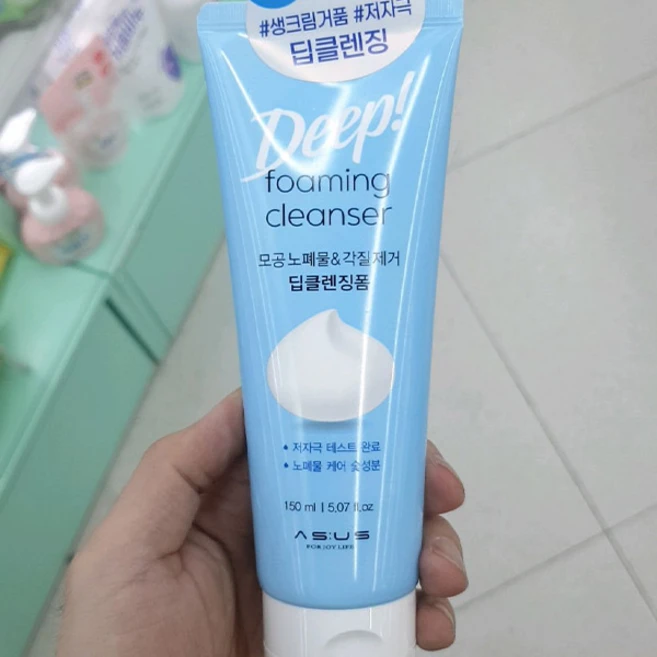 #생크림거품 #저자극
딥클렌징
Deep!
foaming
cleanser
모공 노폐물&각질 제거
딥클렌징폼
저자극 테스트 완료
노폐물 케어 숯성분
150 ml | 5.07 fl.oz
AS:US
FOR JOY LIFE